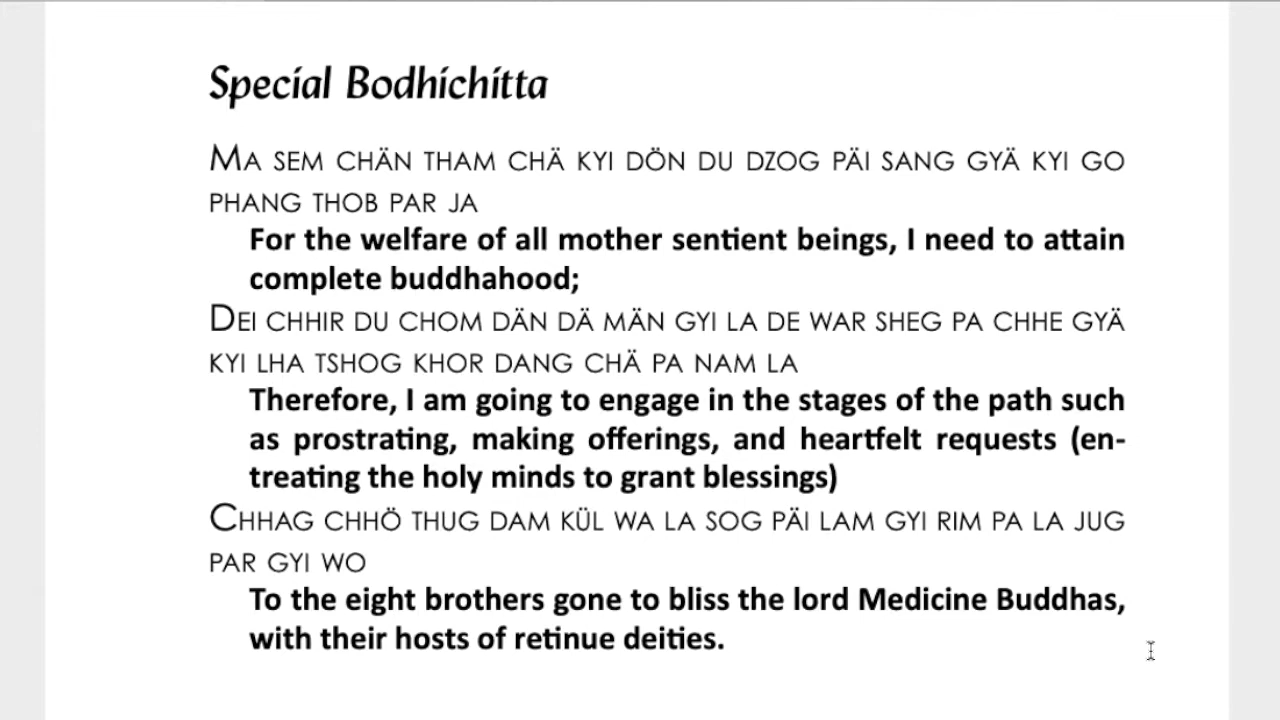 Special Bodhichitta
MA SEM CHÄN THAM CHÄ KYI DÖN DU DZOG PÄI SANG GYÄ KYI GO
PHANG THOB PAR JA
For the welfare of all mother sentient beings, I need to attain
complete buddhahood;
DEI CHHIR DU CHOM DÄN DÄ MÄN GYI LA DE WAR SHEG PA CHHE GYÄ
KYI LHA TSHOG KHOR DANG CHÄ PA NAM LA
Therefore, I am going to engage in the stages of the path such
as prostrating, making offerings, and heartfelt requests (en-
treating the holy minds to grant blessings)
CHHAG CHHÖ THUG DAM KÜL WA LA SOG PÄI LAM GYI RIM PA LA JUG
PAR GYI WO
To the eight brothers gone to bliss the lord Medicine Buddhas,
with their hosts of retinue deities.